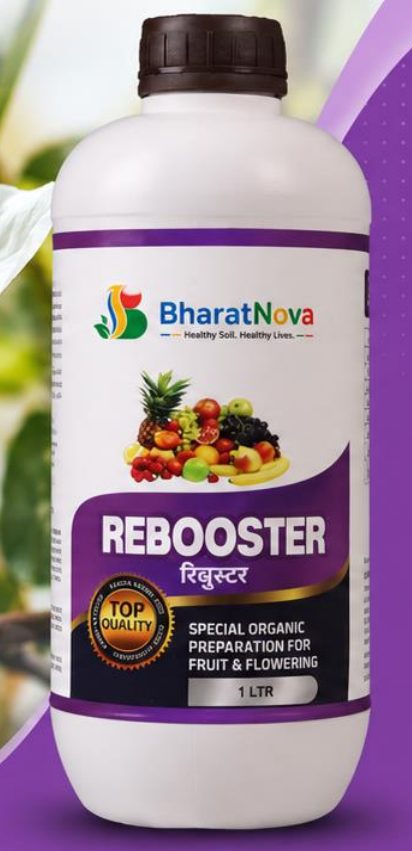 BharatNova
Healthy Soil. Healthy Lives.
REBOOSTER
रिबुस्टर
TOP
QUALITY
SPECIAL ORGANIC
PREPARATION FOR
FRUIT & FLOWERING
1 LTR